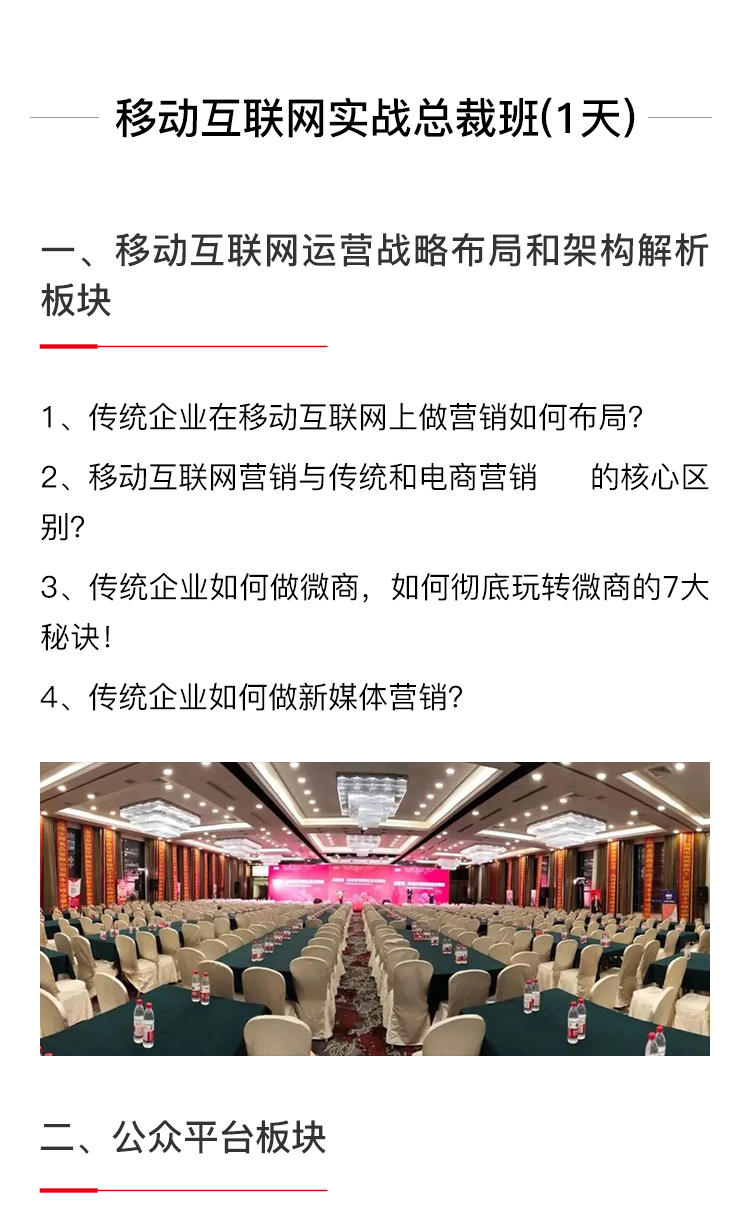 移动互联网实战总裁班(1天)
一、移动互联网运营战略布局和架构解析
板块
1、传统企业在移动互联网上做营销如何布局?
2、移动互联网营销与传统和电商营销 的核心区
别?
3、传统企业如何做微商，如何彻底玩转微商的7大
秘诀!
4、传统企业如何做新媒体营销?
二、公众平台板块